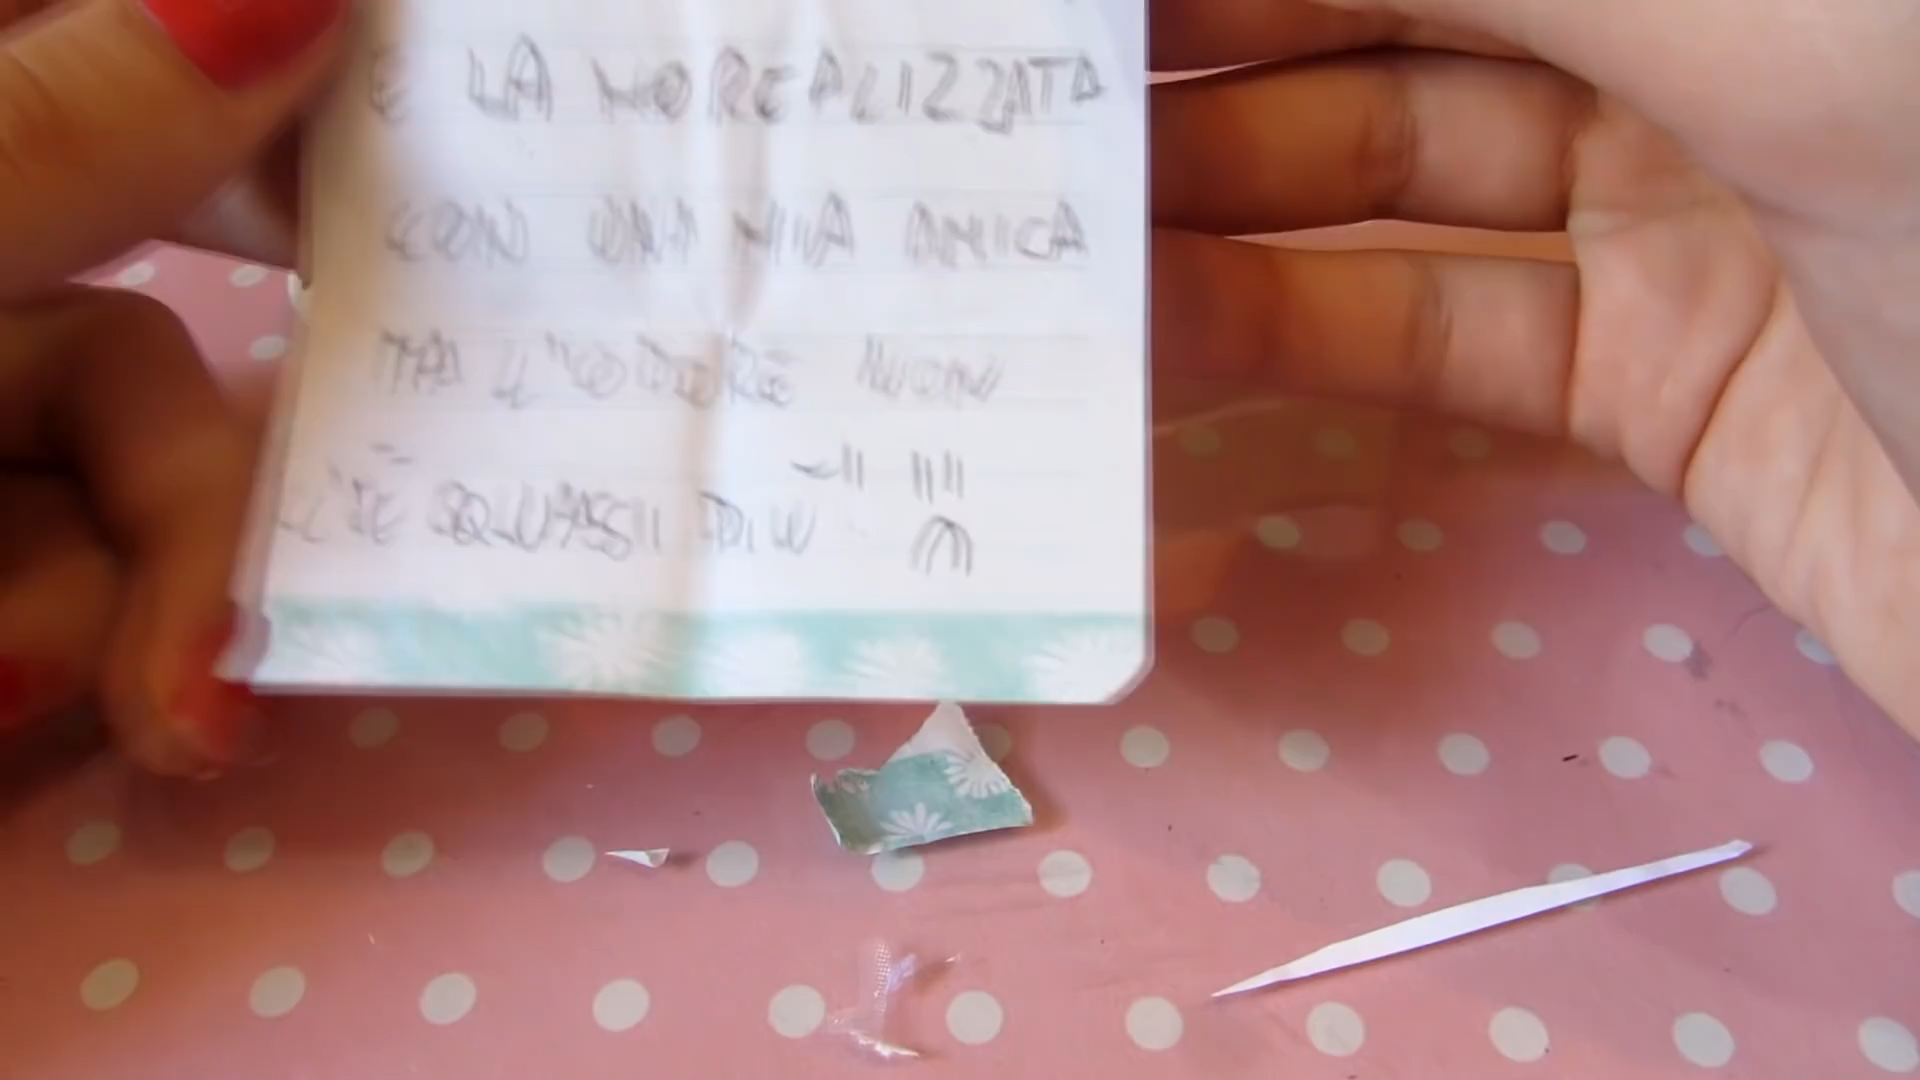 E LA HO REALIZZATA
CON UNA MIA AMICA
MA L'ODORE NON
C'È QUASI PIÙ